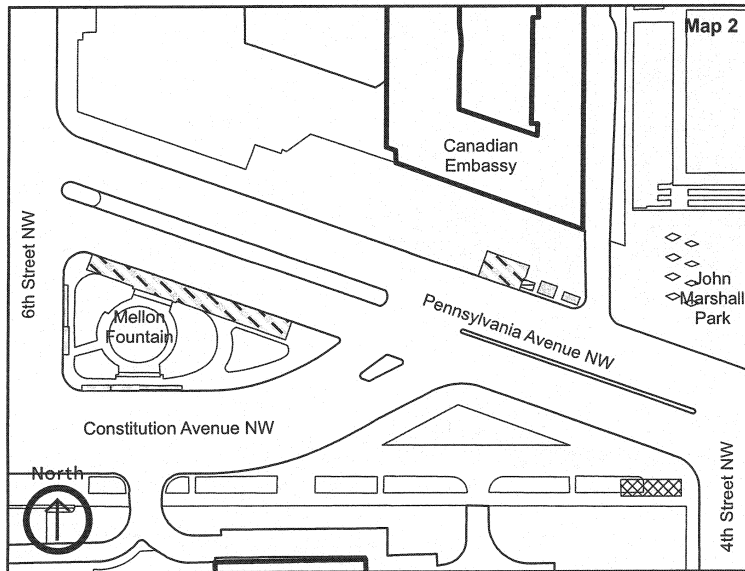 Map 2
Canadian
Embassy
6th Street NW
Mellon
Fountain
Pennsylvania Avenue NW
John
Marshall
Park
Constitution Avenue NW
North
4th Street NW